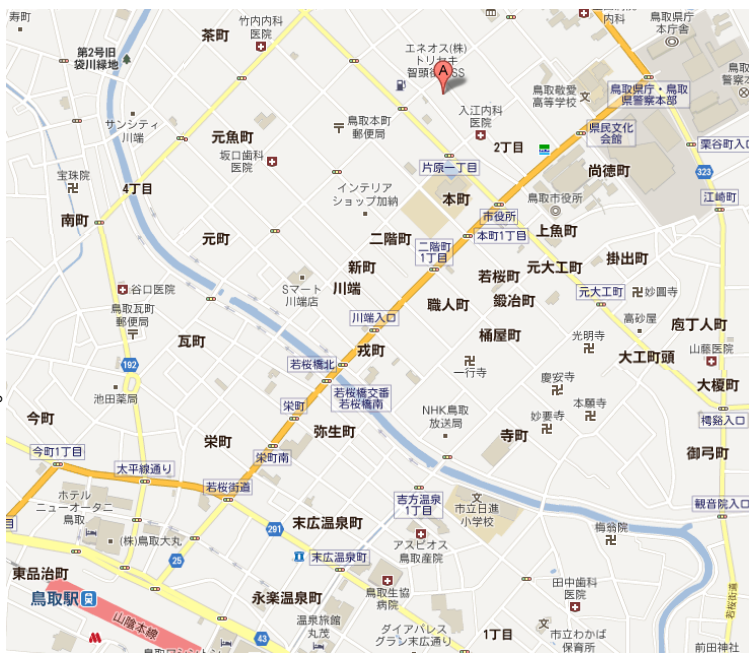 寿町
茶町
竹内内科
医院
エネオス(株)
トリヤキ
智頭街
SS
A
内科
鳥取県庁
本庁舎
鳥取
警察本
第2号旧
袋川緑地
鳥取敬愛
高等学校
鳥取県庁・鳥取
県警察本部
サンシティ
川端
元魚町
鳥取本町
郵便局
入江内科
医院
県民文化
会館
栗谷町入口
坂口歯科
医院
2丁目
片原一丁目
尚徳町
323
宝珠院
4丁目
インテリア
ショップ加納
本町
鳥取市役所
江崎町
南町
市役所
元町
二階町
本町1丁目
上魚町
二階町
1丁目
掛出町
新町
若桜町
元大工町
谷口医院
Sマート
川端店
川端
職人町
鍛冶町
元大工町
妙圓寺
鳥取瓦町
郵便局
川端入口
高砂屋
庖丁人町
瓦町
戎町
桶屋町
光明寺
山藤医院
192
若桜橋北
一行寺
大工町頭
慶安寺
大榎町
池田薬局
若桜橋交番
若桜橋南
本願寺
今町
栄町
弥生町
NHK鳥取
放送局
妙要寺
樗谿入口
栄町
寺町
御弓町
今町1丁目
栄町南
太平線通り
若桜街道
吉方温泉
1丁目
ホテル
ニューオータニ
鳥取
市立日進
小学校
観音院入口
末広温泉町
291
梅翁院
(株)鳥取大丸
アスピオス
鳥取産院
25
末広温泉町
東品治町
田中歯科
医院
鳥取駅
永楽温泉町
鳥取生協
病院
若桜街道
山陰本線
温泉旅館
丸茂
43
ダイアパレス
グラン末広通り
1丁目
市立わかば
保育所
前田神社